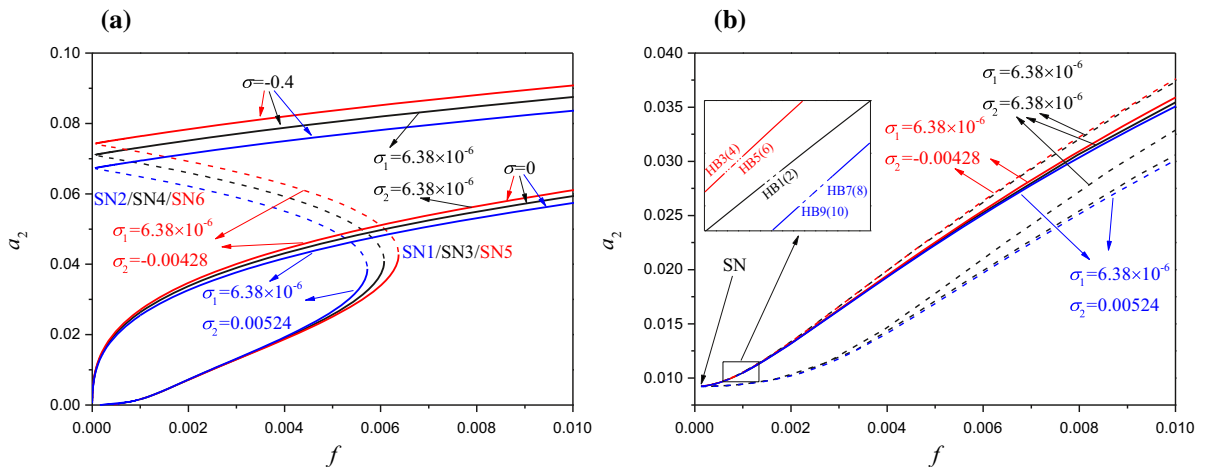 (a)
0.10
0.08
0.06
0.04
0.02
0.00
a₂
0.000
0.002
0.004
0.006
0.008
0.010
f
σ=-0.4
σ₁=6.38×10⁻⁶
σ₂=6.38×10⁻⁶
σ=0
SN2/SN4/SN6
σ₁=6.38×10⁻⁶
σ₂=-0.00428
SN1/SN3/SN5
σ₁=6.38×10⁻⁶
σ₂=0.00524
(b)
0.040
0.035
0.030
0.025
0.020
0.015
0.010
a₂
0.000
0.002
0.004
0.006
0.008
0.010
f
σ₁=6.38×10⁻⁶
σ₂=6.38×10⁻⁶
σ₁=6.38×10⁻⁶
σ₂=-0.00428
HB3(4)
HB5(6)
HB1(2)
HB7(8)
HB9(10)
SN
σ₁=6.38×10⁻⁶
σ₂=0.00524